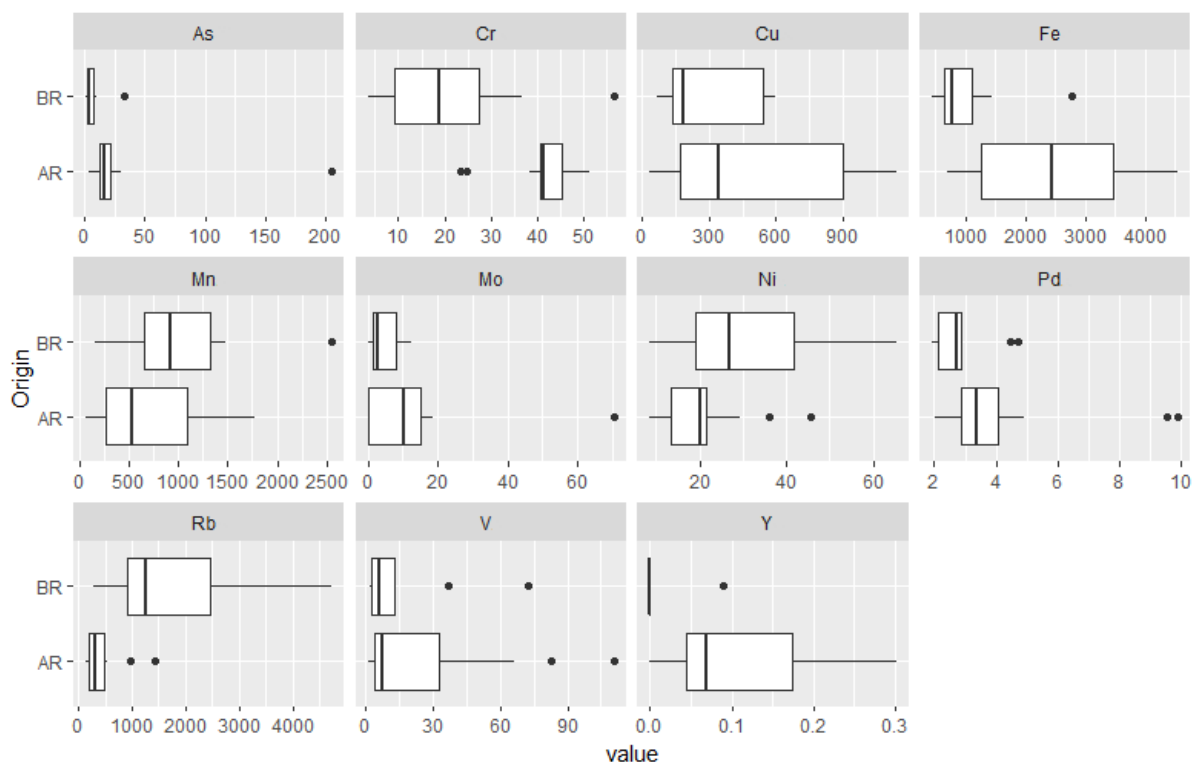 As Cr Cu Fe
BR
AR
0 50 100 150 200 10 20 30 40 50 0 300 600 900 1000 2000 3000 4000
Mn Mo Ni Pd
BR
AR
0 500 1000 1500 2000 2500 0 20 40 60 20 40 60 2 4 6 8 10
Origin
Rb V Y
BR
AR
0 1000 2000 3000 4000 0 30 60 90 0.0 0.1 0.2 0.3
value